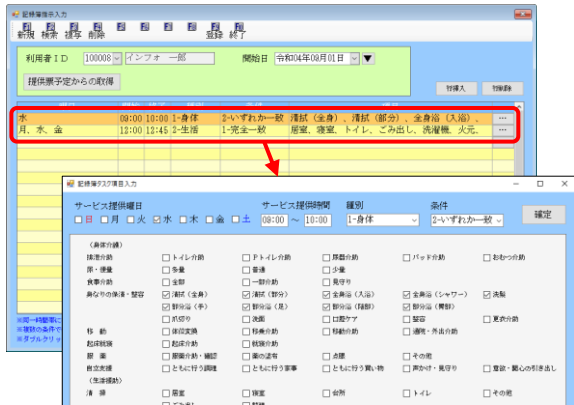 記録簿指示入力
新規 検索 複写 削除 登録 終了
利用者ＩＤ 100008 インフォ 一郎 開始日 令和04年08月01日
提供票予定からの取得
行挿入 行削除
水 09:00 10:00 1-身体 2-いずれか一致 清拭（全身）、清拭（部分）、全身浴（入浴）、 ...
月、水、金 12:00 12:45 2-生活 1-完全一致 居室、寝室、トイレ、ごみ出し、洗濯機、火元、 ...
記録簿タスク項目入力
サービス提供曜日 サービス提供時間 種別 条件
日 月 火 水 木 金 土 09:00 ～ 10:00 1-身体 2-いずれか一致 確定
（身体介護）
排泄介助 トイレ介助 Ｐトイレ介助 尿器介助 パッド介助 おむつ介助
尿・便量 多量 普通 少量
食事介助 全部 一部介助 見守り
身なりの保清・整容 清拭（全身） 清拭（部分） 全身浴（入浴） 全身浴（シャワー） 洗髪
部分浴（手） 部分浴（足） 部分浴（陰部） 部分浴（臀部）
爪切り 洗面 口腔ケア 整容 更衣介助
移 動 体位変換 移乗介助 移動介助 通院・外出介助
起床就寝 起床介助 就寝介助
服 薬 服薬介助・確認 薬の塗布 点眼 その他
自立支援 ともに行う調理 ともに行う家事 ともに行う買い物 声かけ・見守り 意欲・関心の引き出し
（生活援助）
清 掃 居室 寝室 台所 トイレ その他